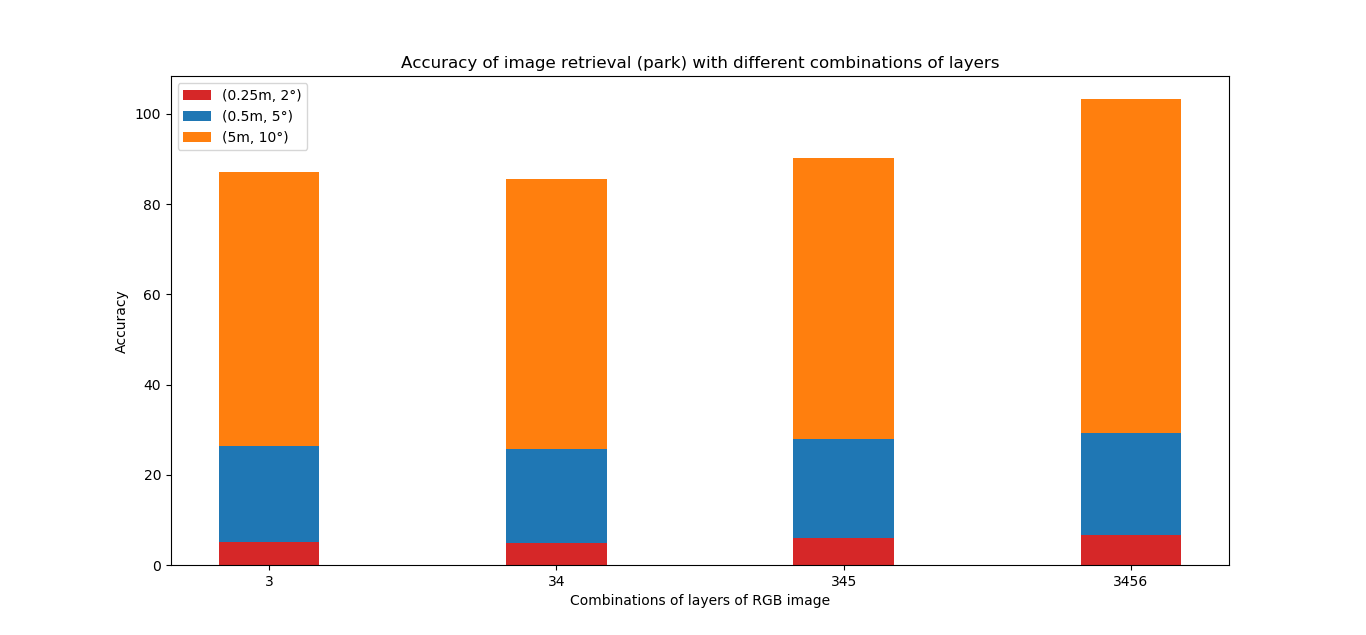 Accuracy of image retrieval (park) with different combinations of layers
(0.25m, 2°)
(0.5m, 5°)
(5m, 10°)
100
80
60
40
20
0
Accuracy
3 34 345 3456
Combinations of layers of RGB image